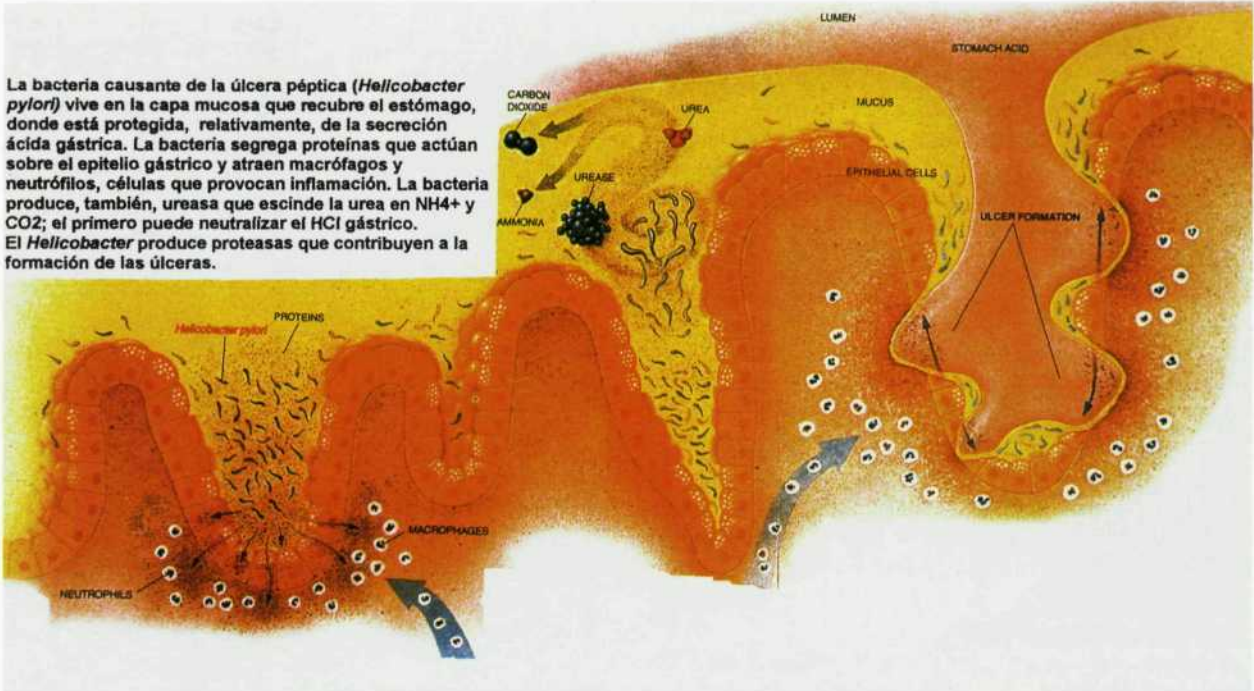 La bacteria causante de la úlcera péptica (Helicobacter
pylori) vive en la capa mucosa que recubre el estómago,
donde está protegida, relativamente, de la secreción
ácida gástrica. La bacteria segrega proteínas que actúan
sobre el epitelio gástrico y atraen macrófagos y
neutrófilos, células que provocan inflamación. La bacteria
produce, también, ureasa que escinde la urea en NH4+ y
CO2; el primero puede neutralizar el HCl gástrico.
El Helicobacter produce proteasas que contribuyen a la
formación de las úlceras.
LUMEN
STOMACH ACID
CARBON
DIOXIDE
UREA
MUCUS
UREASE
EPITHELIAL CELLS
AMMONIA
ULCER FORMATION
Helicobacter pylori
PROTEINS
MACROPHAGES
NEUTROPHILS